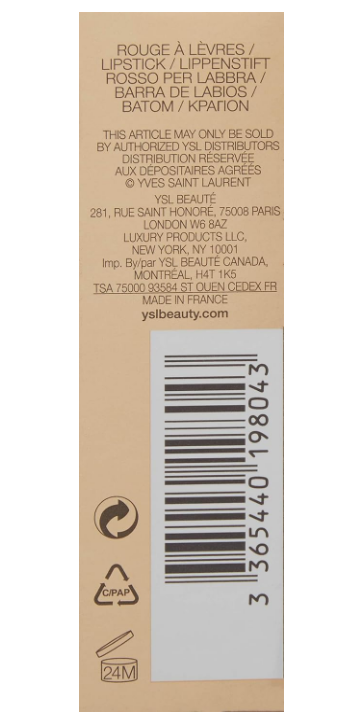 ROUGE À LÈVRES /
LIPSTICK / LIPPENSTIFT
ROSSO PER LABBRA /
BARRA DE LABIOS /
BATOM / ΚΡΑΓΙΟΝ
THIS ARTICLE MAY ONLY BE SOLD
BY AUTHORIZED YSL DISTRIBUTORS
DISTRIBUTION RÉSERVÉE
AUX DÉPOSITAIRES AGRÉÉS
© YVES SAINT LAURENT
YSL BEAUTÉ
281, RUE SAINT HONORÉ, 75008 PARIS
LONDON W6 8AZ
LUXURY PRODUCTS LLC,
NEW YORK, NY 10001
Imp. By/par YSL BEAUTÉ CANADA,
MONTRÉAL, H4T 1K5
TSA 75000 93584 ST OUEN CEDEX FR
MADE IN FRANCE
yslbeauty.com
3 365440 198043
C/PAP
24M